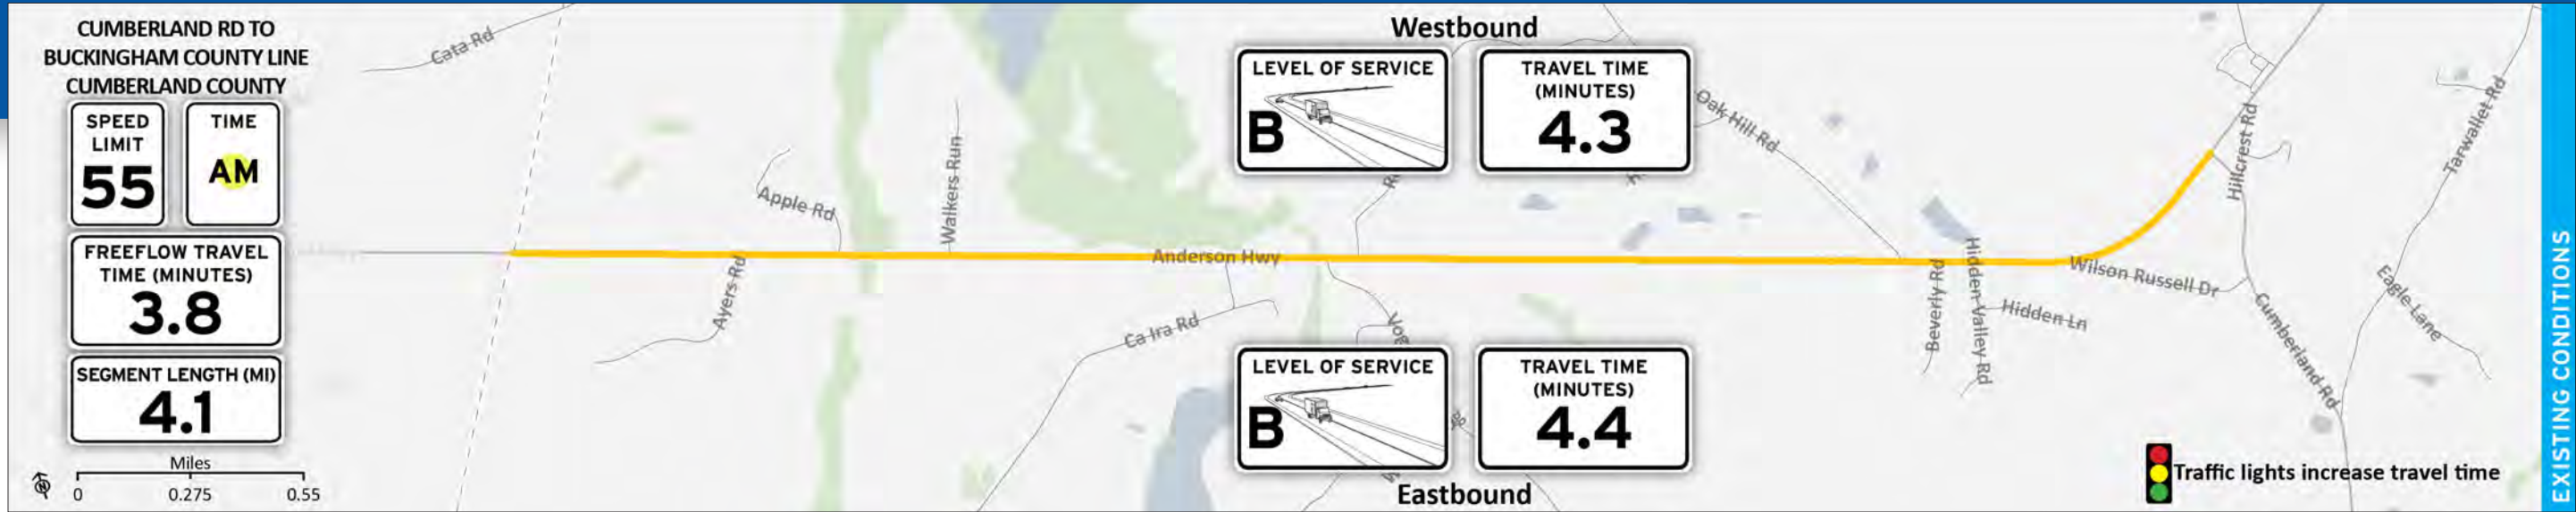 CUMBERLAND RD TO
BUCKINGHAM COUNTY LINE
CUMBERLAND COUNTY
SPEED
LIMIT
55
TIME
AM
FREEFLOW TRAVEL
TIME (MINUTES)
3.8
SEGMENT LENGTH (MI)
4.1
Miles
0 0.275 0.55
Cata Rd
Apple Rd
Ayers Rd
Walkers Run
Anderson Hwy
Ca Ira Rd
Westbound
LEVEL OF SERVICE
B
TRAVEL TIME
(MINUTES)
4.3
LEVEL OF SERVICE
B
TRAVEL TIME
(MINUTES)
4.4
Eastbound
Oak Hill Rd
Beverly Rd
Hidden Valley Rd
Hidden Ln
Wilson Russell Dr
Hillcrest Rd
Cumberland Rd
Tarwallet Rd
Eagle Lane
Traffic lights increase travel time
EXISTING CONDITIONS